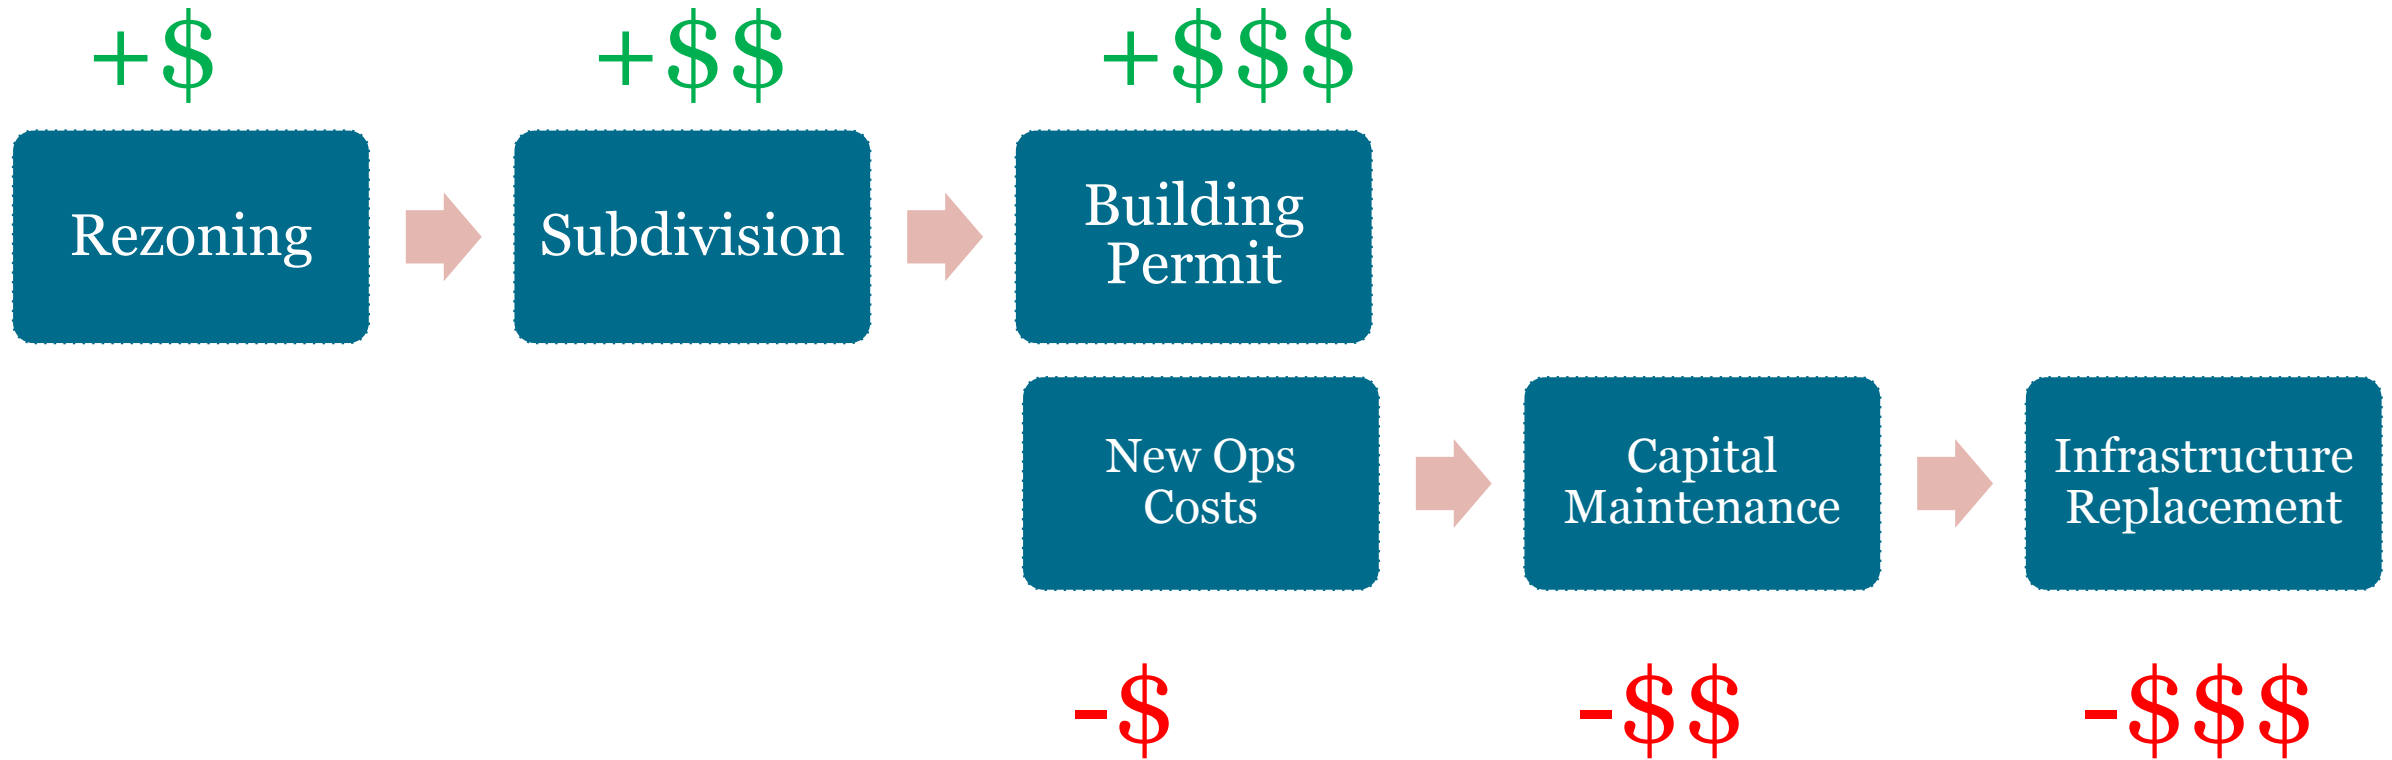 +$
+$$
+$$$
Rezoning
Subdivision
Building
Permit
New Ops
Costs
Capital
Maintenance
Infrastructure
Replacement
-$
-$$
-$$$